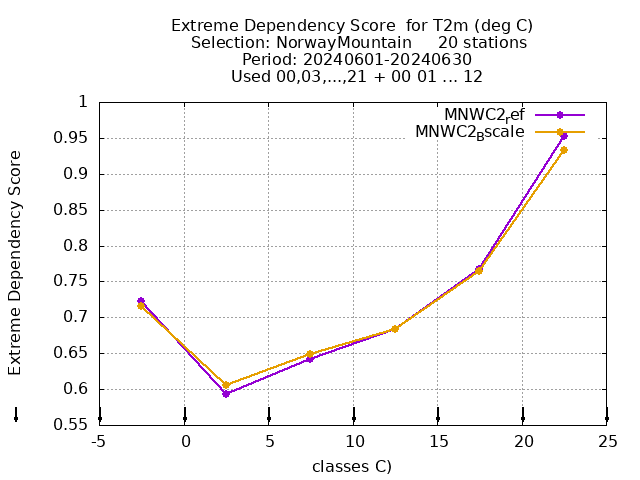 Extreme Dependency Score  for T2m (deg C)
Selection: NorwayMountain     20 stations
Period: 20240601-20240630
Used 00,03,...,21 + 00 01 ... 12
MNWC2ref
MNWC2Bscale
1
0.95
0.9
0.85
0.8
0.75
0.7
0.65
0.6
0.55
Extreme Dependency Score
-5
0
5
10
15
20
25
classes C)